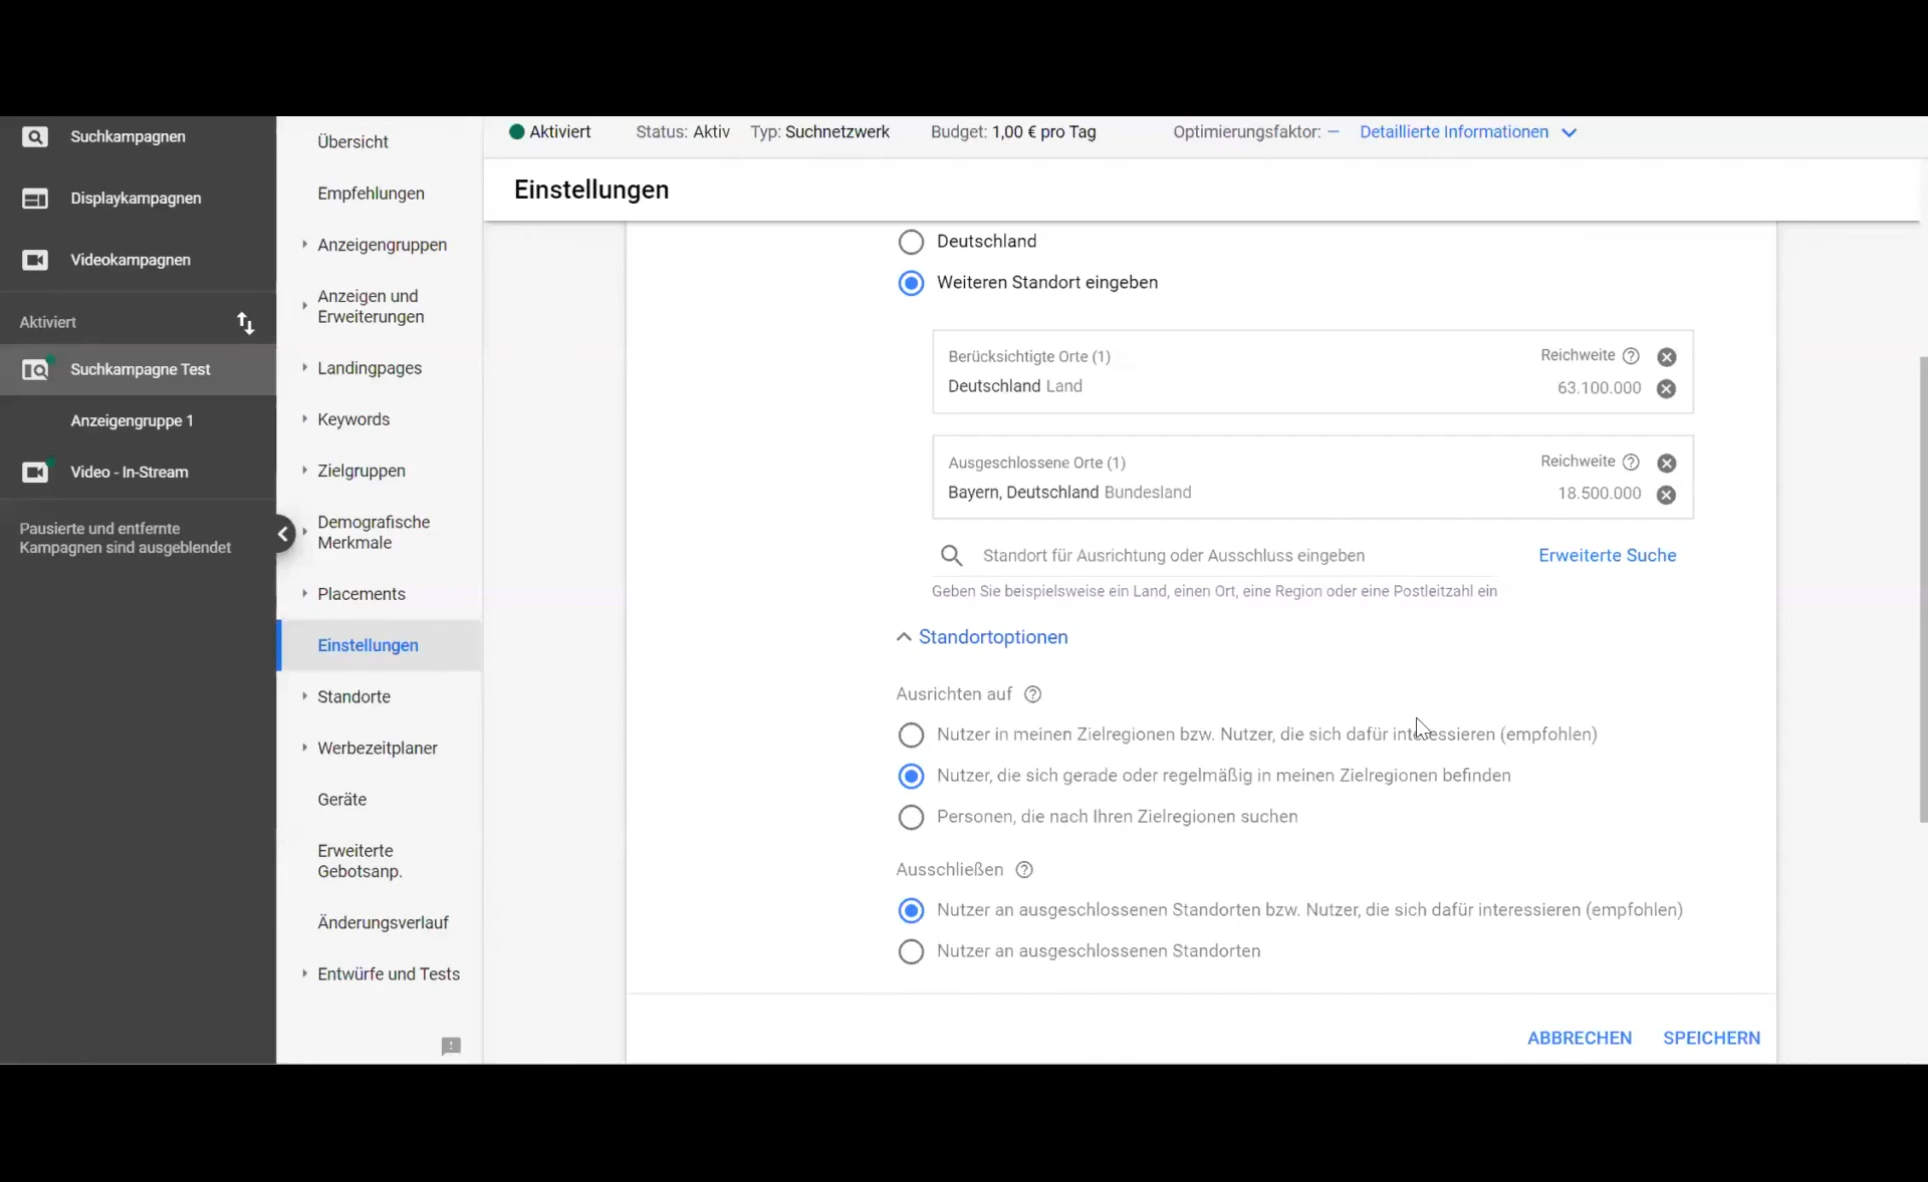 Suchkampagnen
Displaykampagnen
Videokampagnen
Aktiviert
Suchkampagne Test
Anzeigengruppe 1
Video - In-Stream
Pausierte und entfernte
Kampagnen sind ausgeblendet
Übersicht
Empfehlungen
Anzeigengruppen
Anzeigen und
Erweiterungen
Landingpages
Keywords
Zielgruppen
Demografische
Merkmale
Placements
Einstellungen
Standorte
Werbezeitplaner
Geräte
Erweiterte
Gebotsanp.
Änderungsverlauf
Entwürfe und Tests
Aktiviert Status: Aktiv Typ: Suchnetzwerk Budget: 1,00 € pro Tag Optimierungsfaktor: – Detaillierte Informationen
Einstellungen
Deutschland
Weiteren Standort eingeben
Berücksichtigte Orte (1) Reichweite
Deutschland Land 63.100.000
Ausgeschlossene Orte (1) Reichweite
Bayern, Deutschland Bundesland 18.500.000
Standort für Ausrichtung oder Ausschluss eingeben Erweiterte Suche
Geben Sie beispielsweise ein Land, einen Ort, eine Region oder eine Postleitzahl ein
Standortoptionen
Ausrichten auf
Nutzer in meinen Zielregionen bzw. Nutzer, die sich dafür interessieren (empfohlen)
Nutzer, die sich gerade oder regelmäßig in meinen Zielregionen befinden
Personen, die nach Ihren Zielregionen suchen
Ausschließen
Nutzer an ausgeschlossenen Standorten bzw. Nutzer, die sich dafür interessieren (empfohlen)
Nutzer an ausgeschlossenen Standorten
ABBRECHEN SPEICHERN